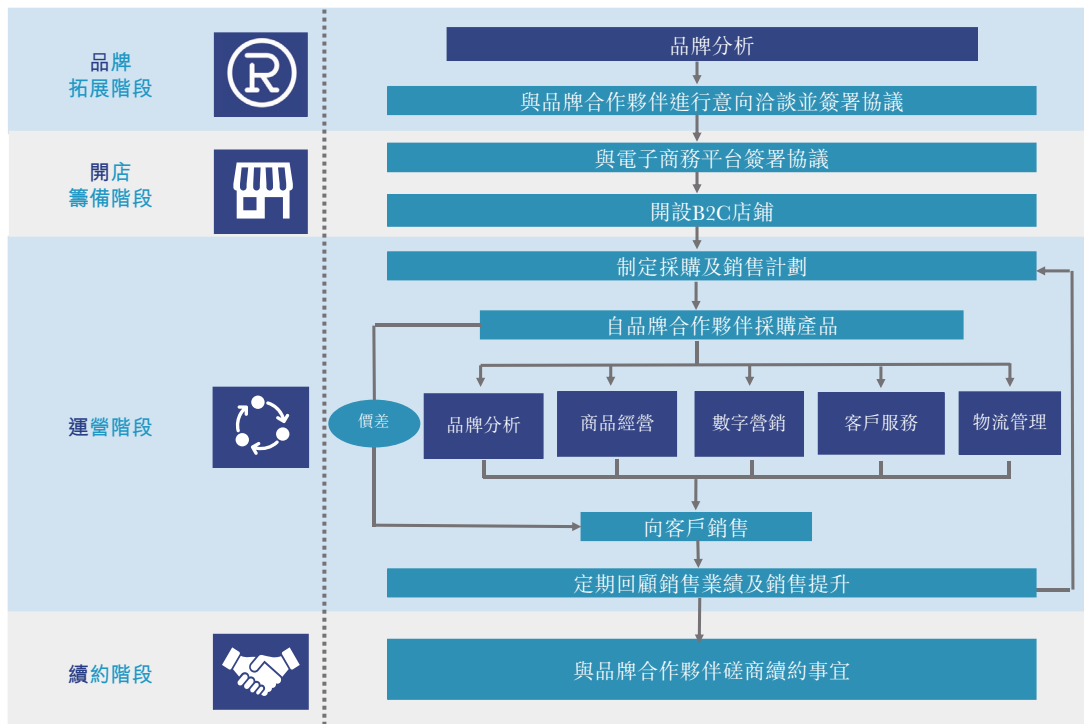 品牌
拓展階段
品牌分析
與品牌合作夥伴進行意向洽談並簽署協議
開店
籌備階段
與電子商務平台簽署協議
開設B2C店鋪
運營階段
制定採購及銷售計劃
自品牌合作夥伴採購產品
價差
品牌分析
商品經營
數字營銷
客戶服務
物流管理
向客戶銷售
定期回顧銷售業績及銷售提升
續約階段
與品牌合作夥伴磋商續約事宜